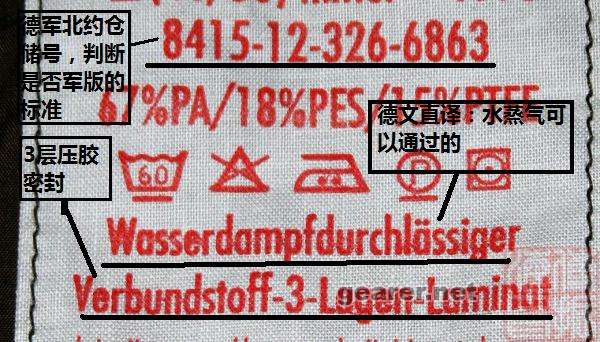 德军北约仓
储号，判断
是否军版的
标准
8415-12-326-6863
67%PA/18%PES/15%PTFE
德文直译：水蒸气可
以通过的
3层压胶
密封
60
P
Wasserdampfdurchlässiger
Verbundstoff-3-Lagen-Laminat
gearer.net